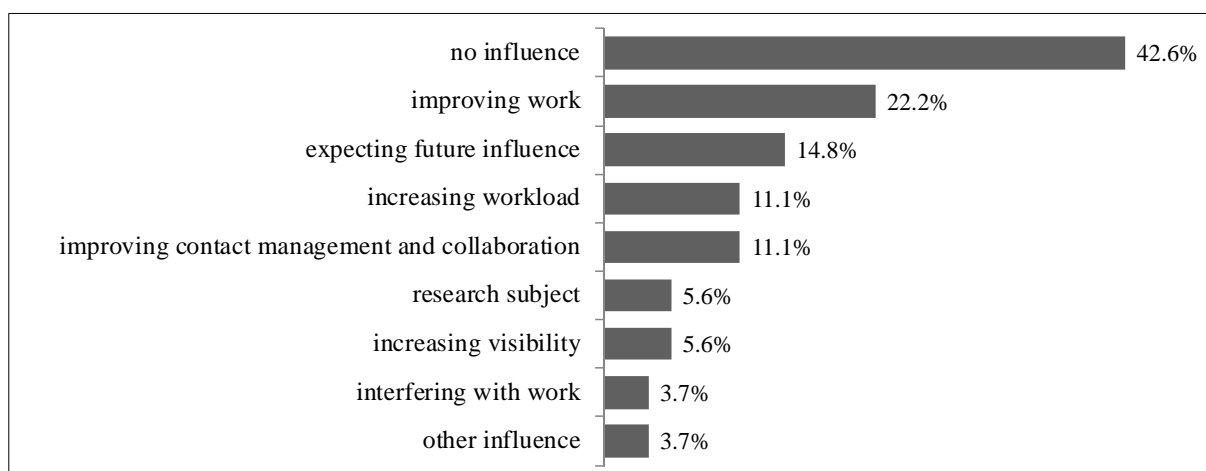 no influence 42.6%
improving work 22.2%
expecting future influence 14.8%
increasing workload 11.1%
improving contact management and collaboration 11.1%
research subject 5.6%
increasing visibility 5.6%
interfering with work 3.7%
other influence 3.7%